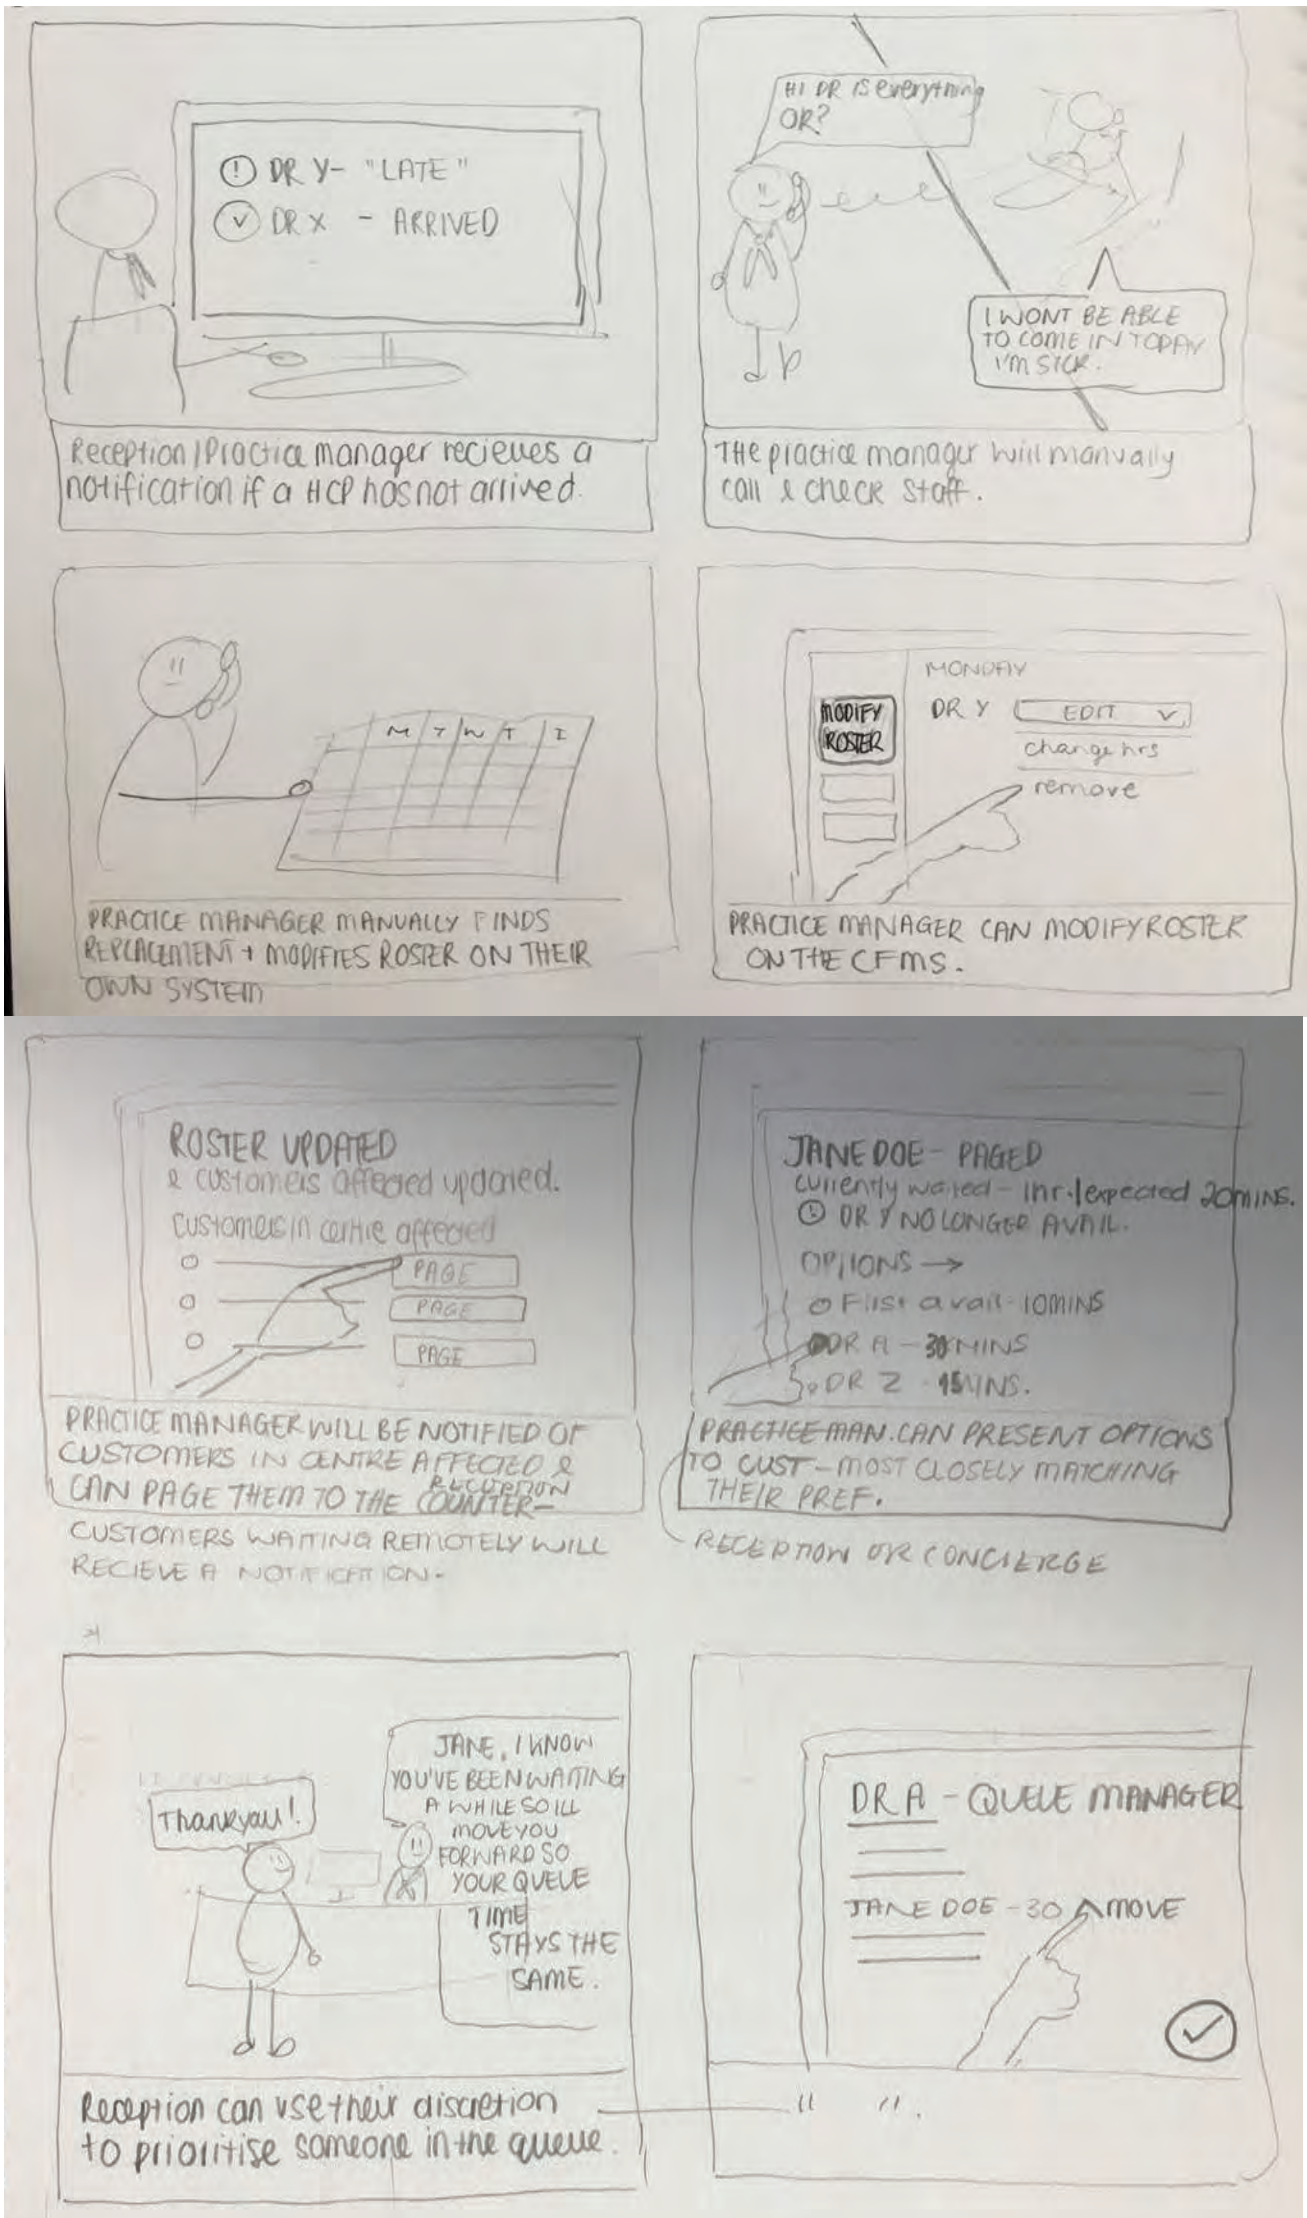 DR Y- "LATE"
DR X - ARRIVED
Reception/Practice manager recieves a
notification if a HCP has not arrived.
HI DR IS everything
OR?
I WONT BE ABLE
TO COME IN TODAY
I'M SICK.
THE practice manager will manually
call & check staff.
M T W T F
PRACTICE MANAGER MANUALLY FINDS
REPLACEMENT + MODIFIES ROSTER ON THEIR
OWN SYSTEM
MODIFY
ROSTER
MONDAY
DR Y EDIT
change hrs
remove
PRACTICE MANAGER CAN MODIFY ROSTER
ON THE CFMS.
ROSTER UPDATED
& customers affected updated.
customers in centre affected
PAGE
PAGE
PAGE
PRACTICE MANAGER WILL BE NOTIFIED OF
CUSTOMERS IN CENTRE AFFECTED &
CAN PAGE THEM TO THE RECEPTION COUNTER-
CUSTOMERS WAITING REMOTELY WILL
RECIEVE A NOTIFICATION-
JANE DOE - PAGED
currently waited - 1hr./expected 20MINS.
DR Y NO LONGER AVAIL.
OPTIONS →
First avail-10MINS
DR A - 30 MINS
DR Z - 15MINS.
PRACTICE MAN. CAN PRESENT OPTIONS
TO CUST-MOST CLOSELY MATCHING
THEIR PREF.
RECEPTION OR CONCIERGE
Thankyou!
JANE, I KNOW
YOU'VE BEEN WAITING
A WHILE SO ILL
MOVE YOU
FORWARD SO
YOUR QUEUE
TIME
STAYS THE
SAME.
Reception can use their discretion
to prioritise someone in the queue.
DR A - QUEUE MANAGER
JANE DOE - 30 MOVE
" ".